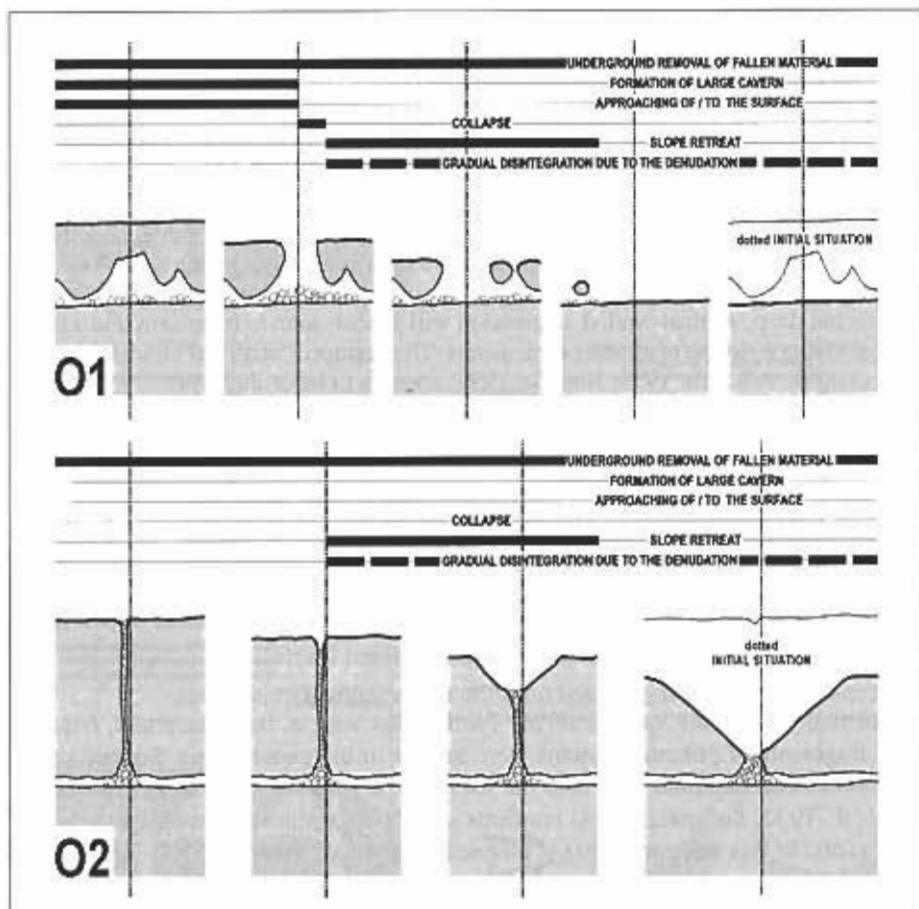 UNDERGROUND REMOVAL OF FALLEN MATERIAL
FORMATION OF LARGE CAVERN
APPROACHING OF / TO THE SURFACE
COLLAPSE
SLOPE RETREAT
GRADUAL DISINTEGRATION DUE TO THE DENUDATION
dotted INITIAL SITUATION
O1
UNDERGROUND REMOVAL OF FALLEN MATERIAL
FORMATION OF LARGE CAVERN
APPROACHING OF / TO THE SURFACE
COLLAPSE
SLOPE RETREAT
GRADUAL DISINTEGRATION DUE TO THE DENUDATION
dotted
INITIAL SITUATION
O2